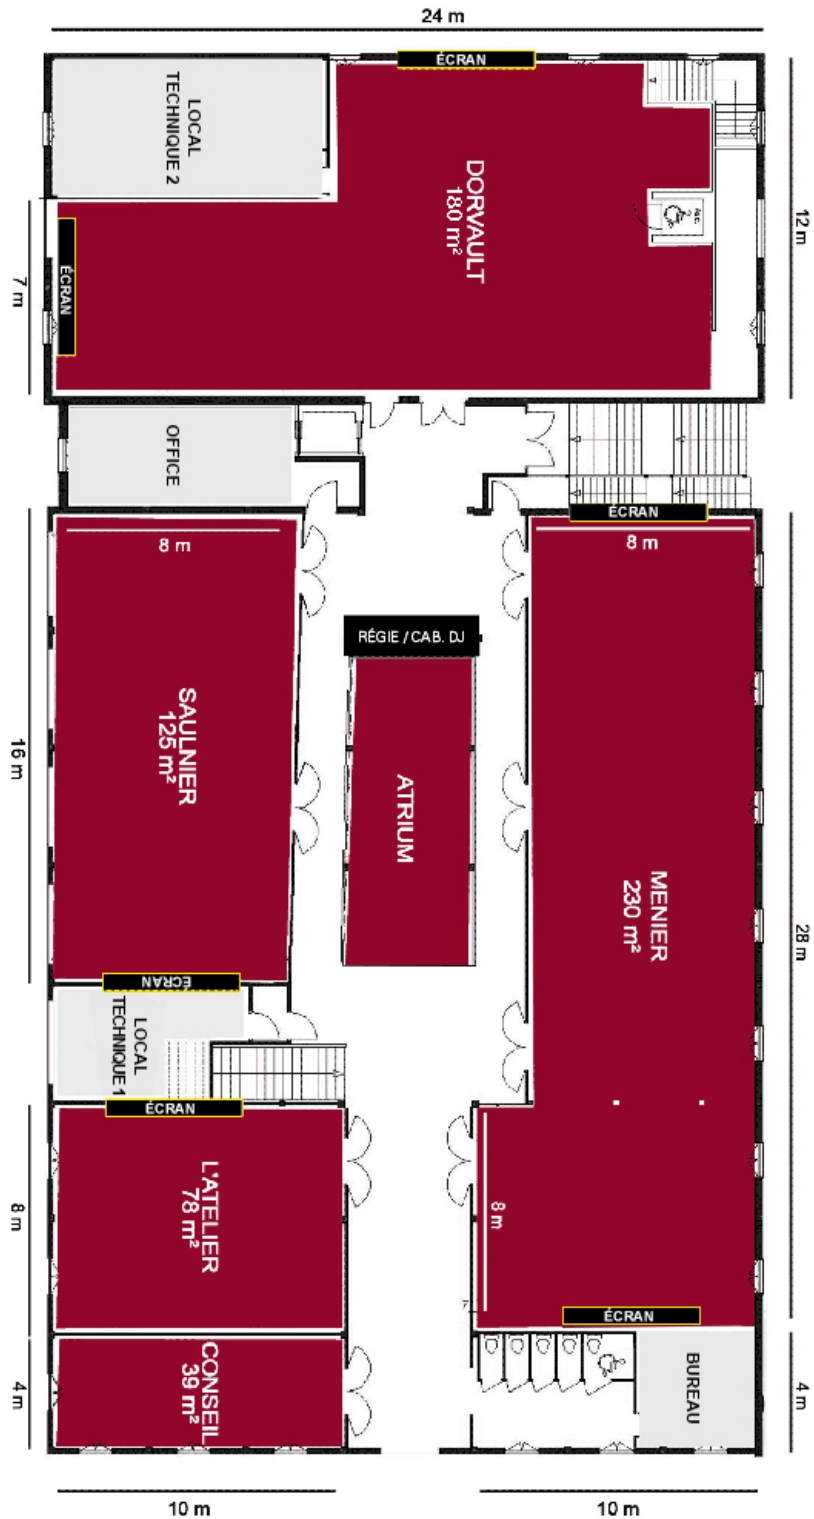 24 m
ÉCRAN
LOCAL
TECHNIQUE 2
DORVAULT
180 m²
12 m
ÉCRAN
7 m
OFFICE
ÉCRAN
8 m
8 m
RÉGIE / CAB. DJ
SAULNIER
125 m²
16 m
ATRIUM
MENIER
230 m²
28 m
ÉCRAN
LOCAL
TECHNIQUE 1
ÉCRAN
L'ATELIER
78 m²
8 m
8 m
ÉCRAN
CONSEIL
39 m²
4 m
BUREAU
4 m
10 m
10 m